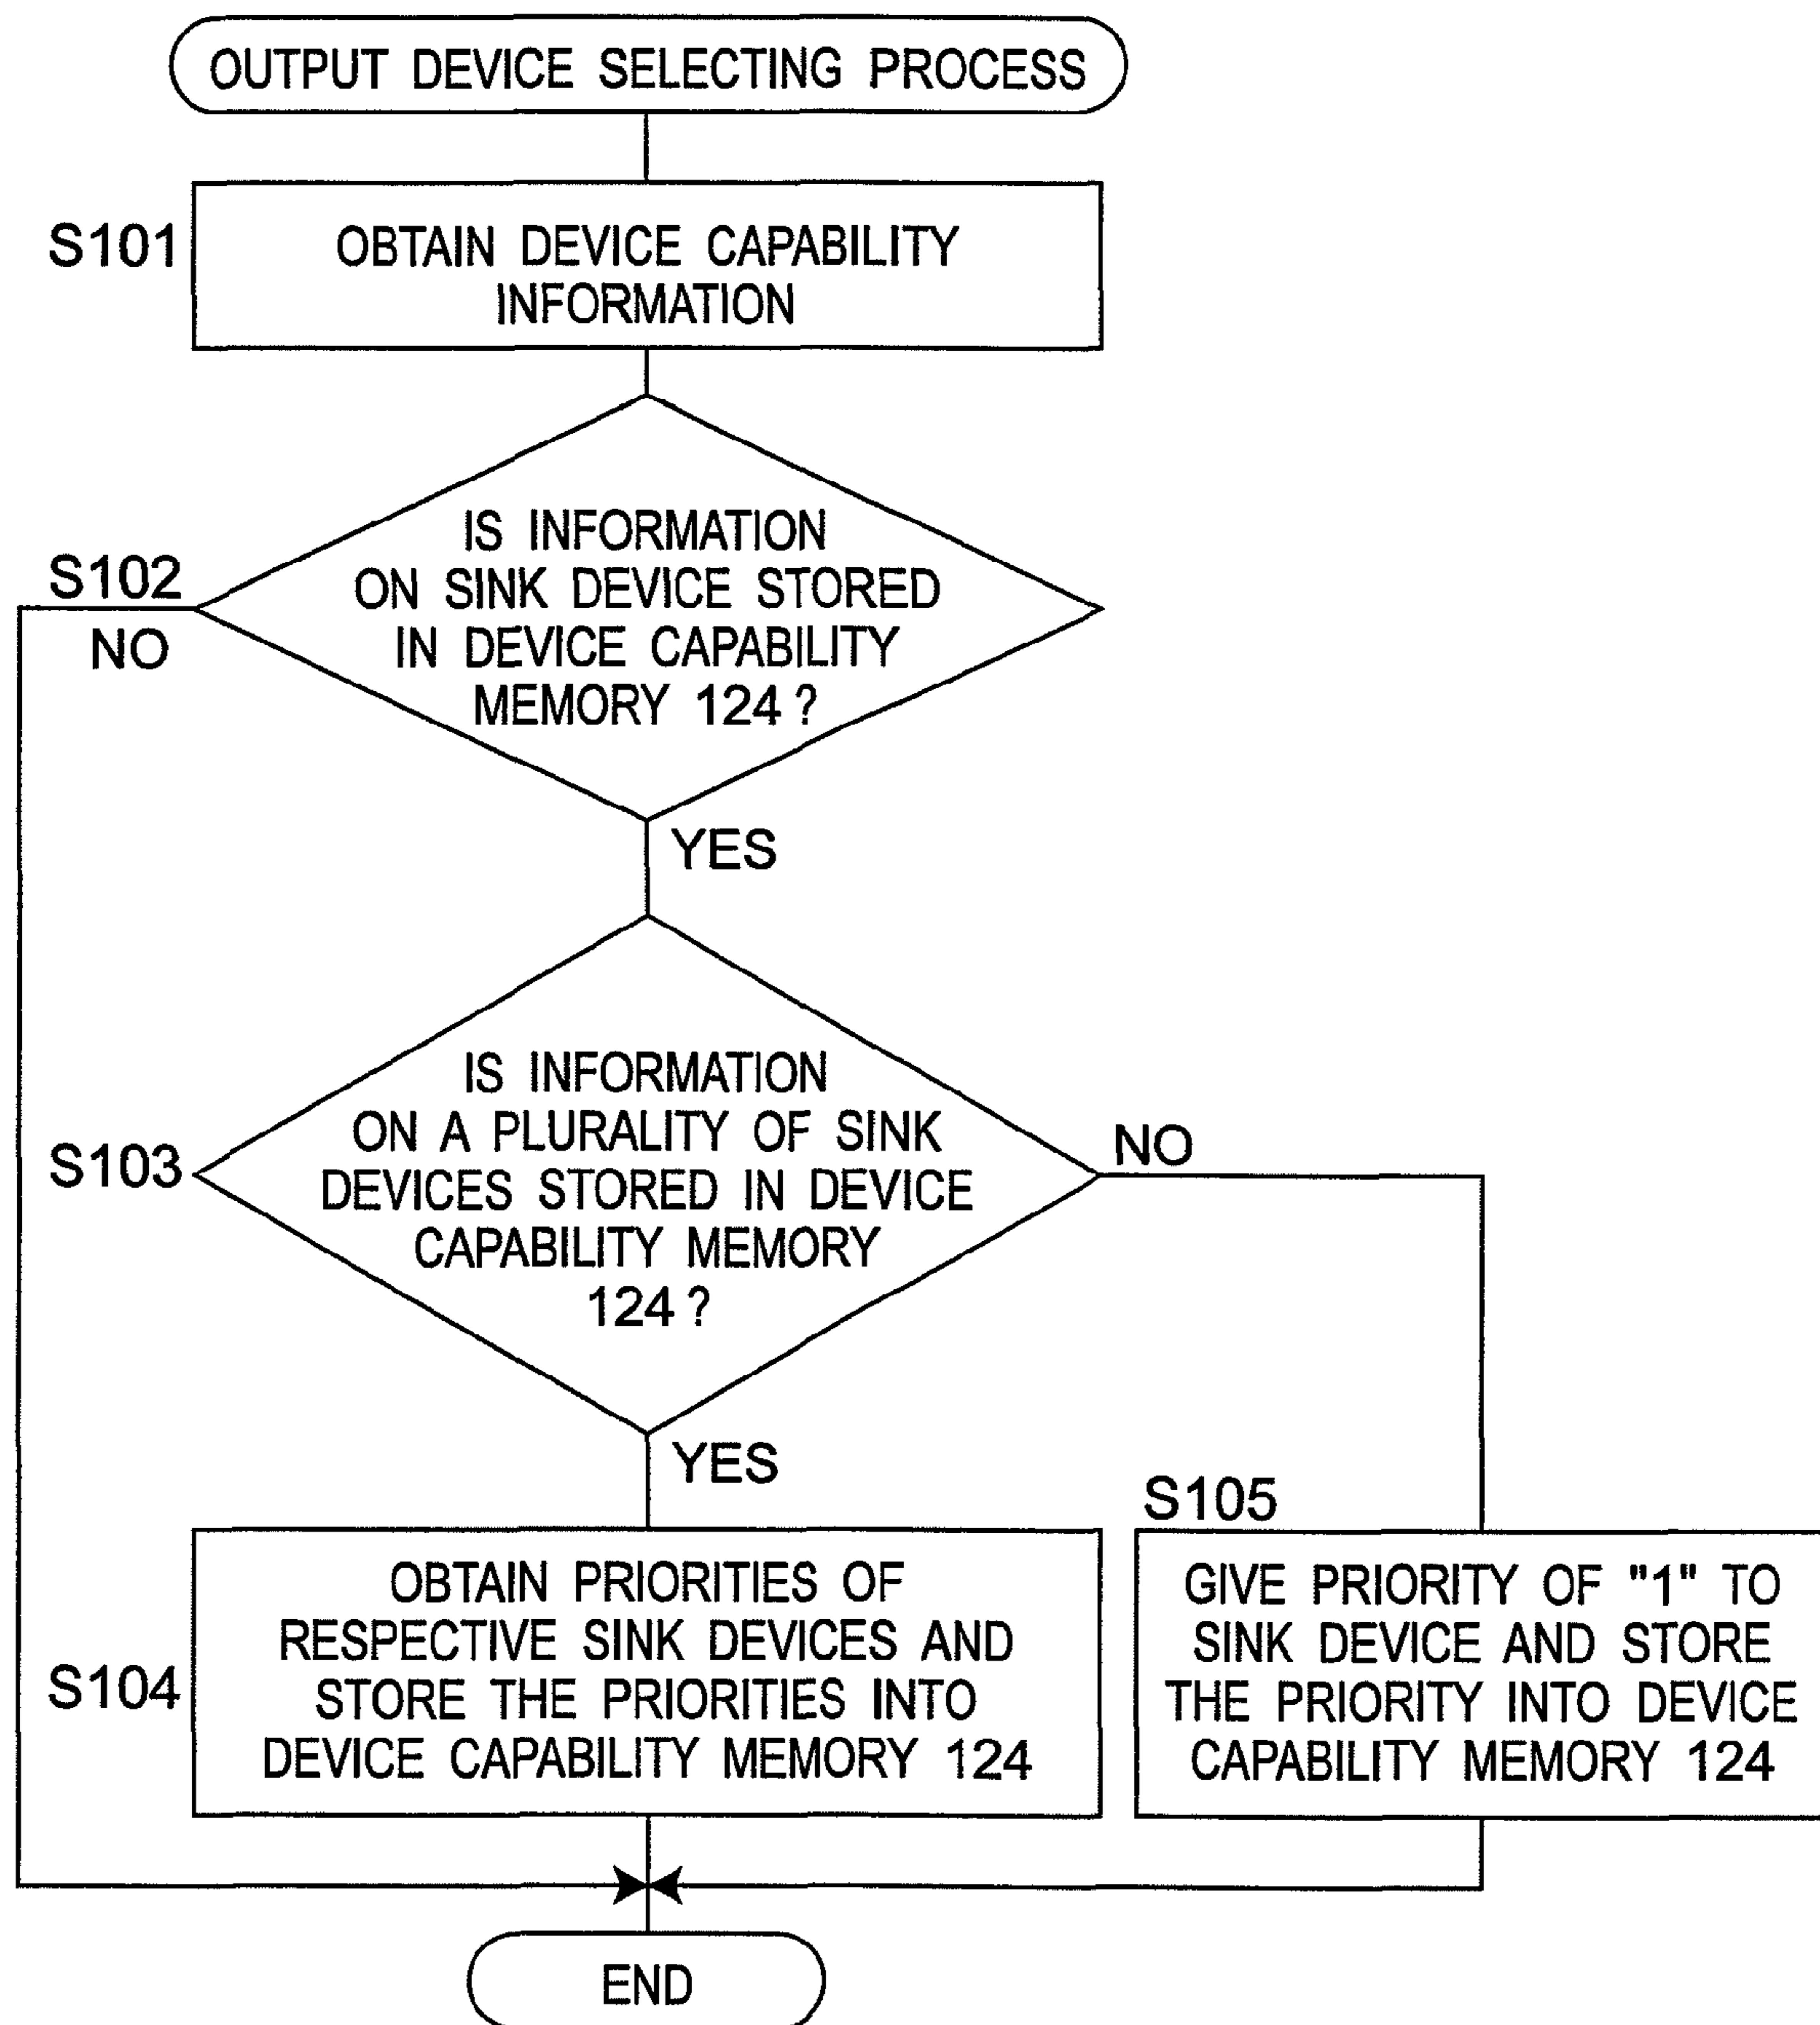 OUTPUT DEVICE SELECTING PROCESS
S101
OBTAIN DEVICE CAPABILITY
INFORMATION
S102
IS INFORMATION
ON SINK DEVICE STORED
IN DEVICE CAPABILITY
MEMORY 124 ?
NO
YES
S103
IS INFORMATION
ON A PLURALITY OF SINK
DEVICES STORED IN DEVICE
CAPABILITY MEMORY
124 ?
NO
YES
S104
OBTAIN PRIORITIES OF
RESPECTIVE SINK DEVICES AND
STORE THE PRIORITIES INTO
DEVICE CAPABILITY MEMORY 124
S105
GIVE PRIORITY OF "1" TO
SINK DEVICE AND STORE
THE PRIORITY INTO DEVICE
CAPABILITY MEMORY 124
END